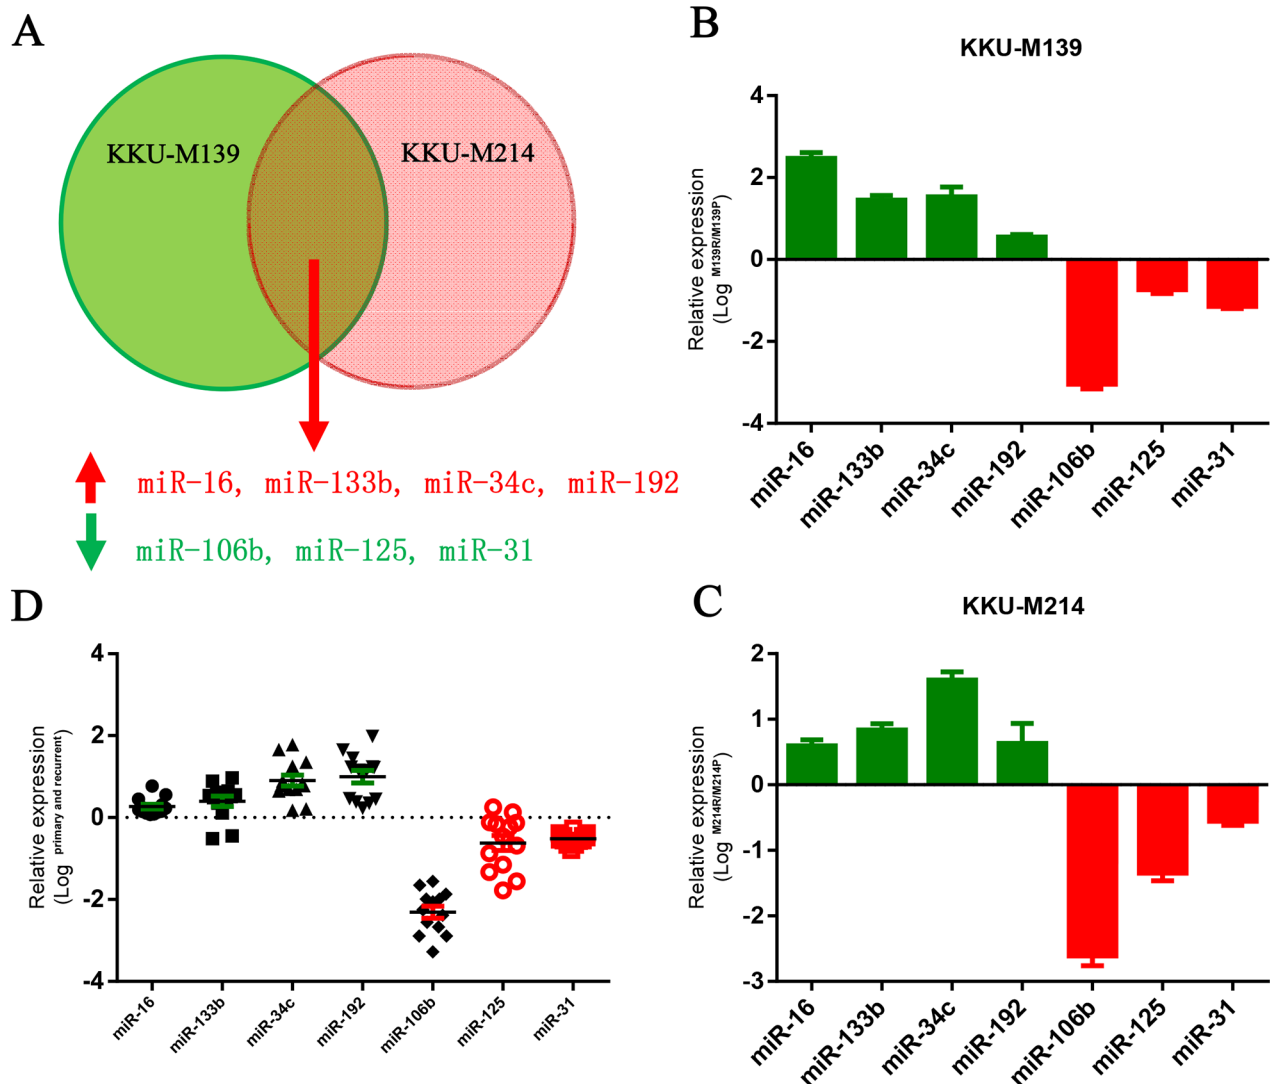 A
KKU-M139
KKU-M214
miR-16, miR-133b, miR-34c, miR-192
miR-106b, miR-125, miR-31
B
KKU-M139
Relative expression
(Log M139R/M139P)
4
2
0
-2
-4
miR-16
miR-133b
miR-34c
miR-192
miR-106b
miR-125
miR-31
D
Relative expression
(Log primary and recurrent)
4
2
0
-2
-4
miR-16
miR-133b
miR-34c
miR-192
miR-106b
miR-125
miR-31
C
KKU-M214
Relative expression
(Log M214R/M214P)
2
1
0
-1
-2
-3
miR-16
miR-133b
miR-34c
miR-192
miR-106b
miR-125
miR-31